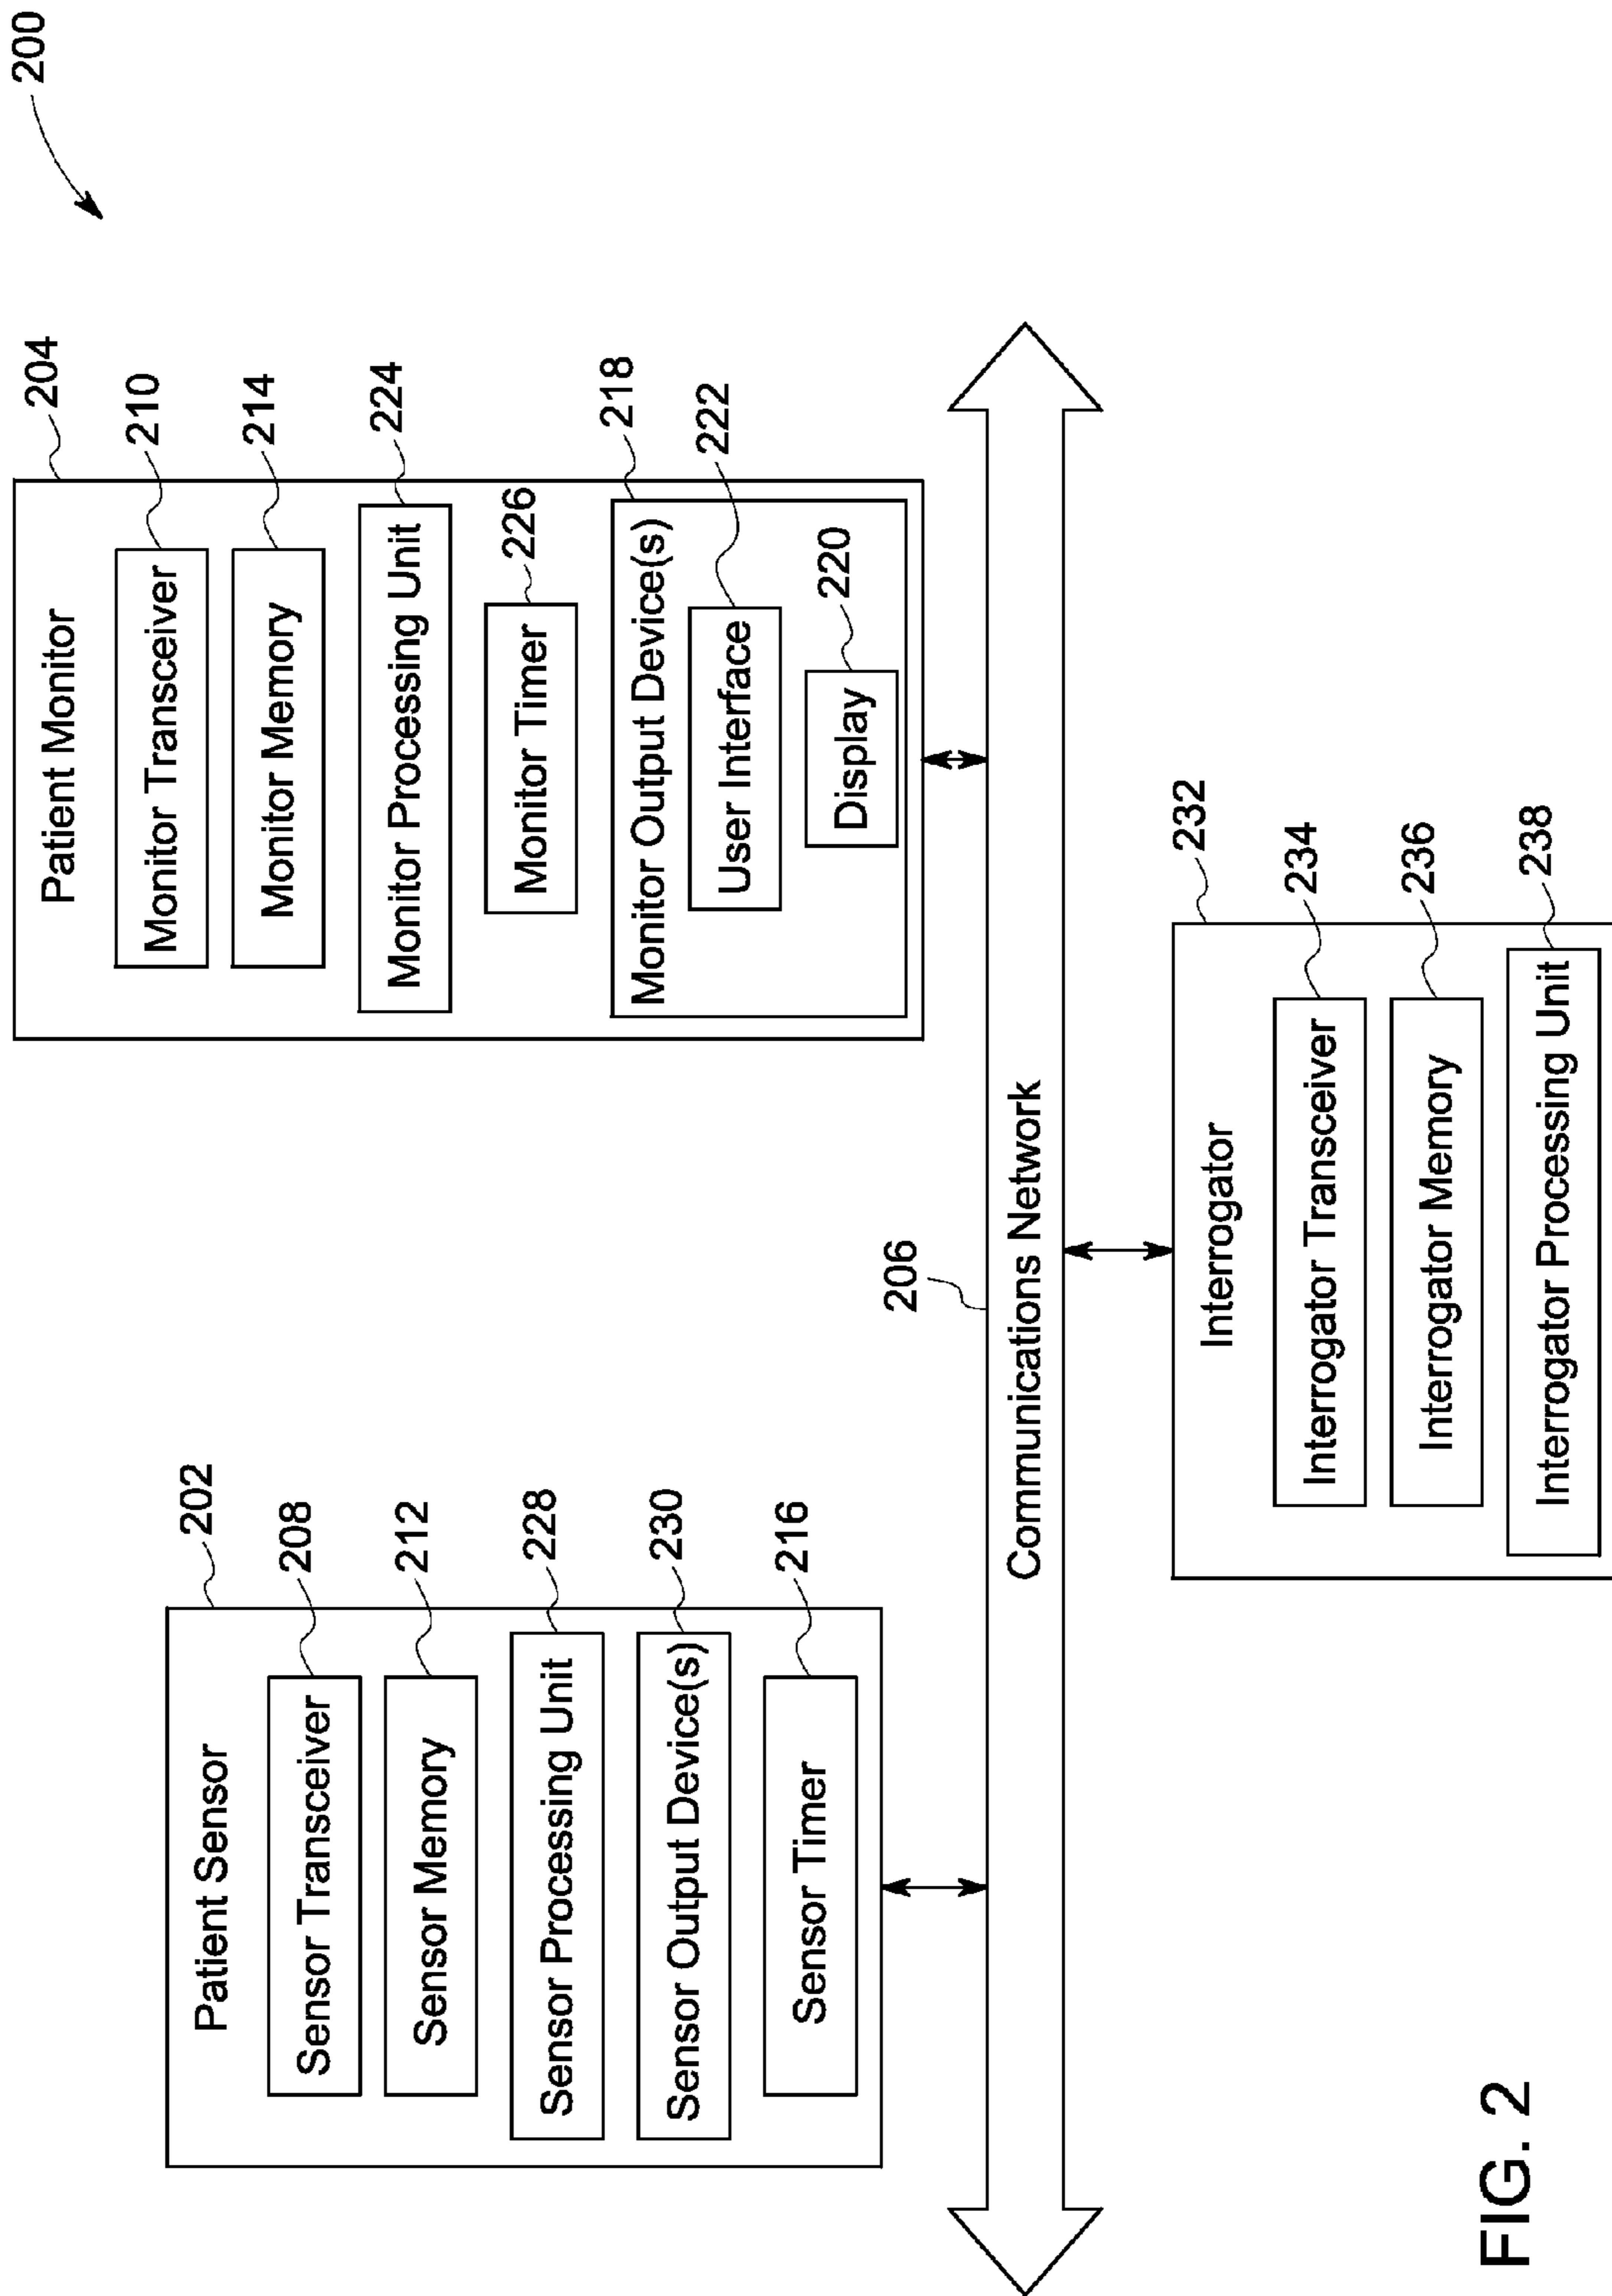 200
Patient Sensor
202
Sensor Transceiver
208
Sensor Memory
212
Sensor Processing Unit
228
Sensor Output Device(s)
230
Sensor Timer
216
Patient Monitor
204
Monitor Transceiver
210
Monitor Memory
214
Monitor Processing Unit
224
Monitor Timer
226
Monitor Output Device(s)
218
User Interface
222
Display
220
206
Communications Network
Interrogator
232
Interrogator Transceiver
234
Interrogator Memory
236
Interrogator Processing Unit
238
FIG. 2